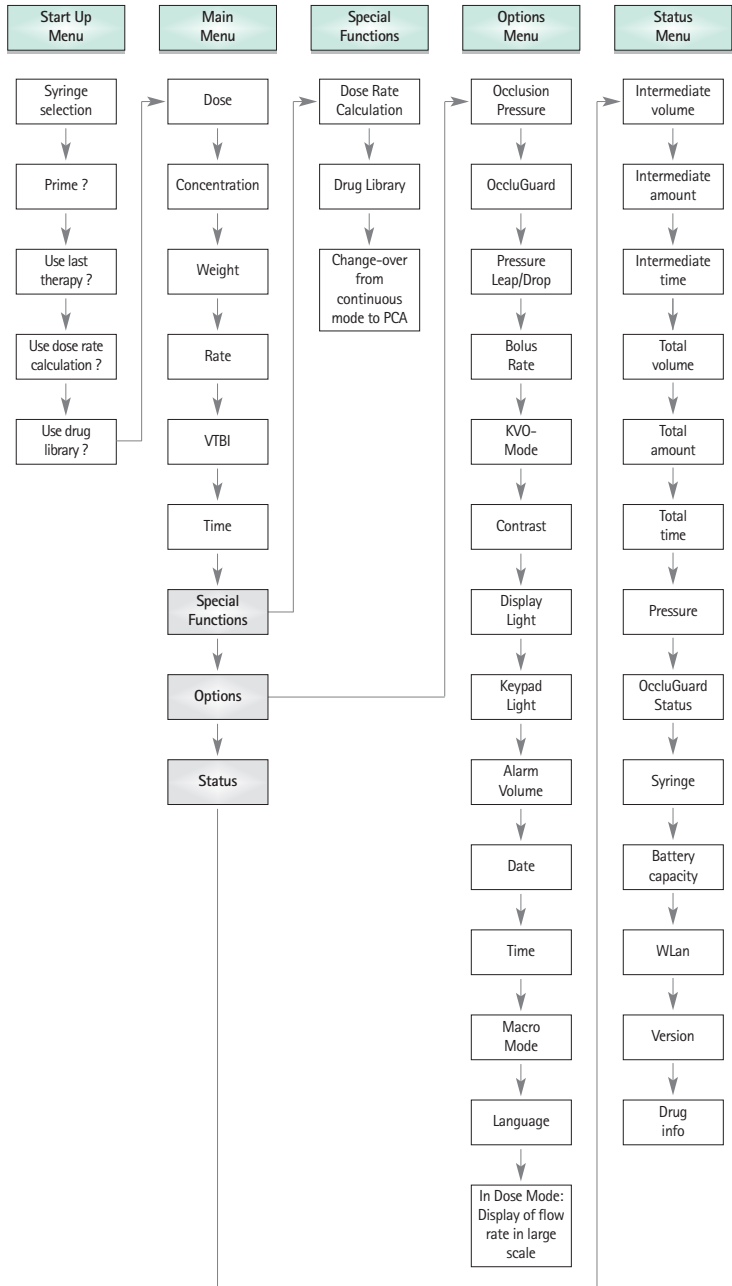 Start Up
Menu
Syringe
selection
Prime ?
Use last
therapy ?
Use dose rate
calculation ?
Use drug
library ?
Main
Menu
Dose
Concentration
Weight
Rate
VTBI
Time
Special
Functions
Options
Status
Special
Functions
Dose Rate
Calculation
Drug Library
Change-over
from
continuous
mode to PCA
Options
Menu
Occlusion
Pressure
OccluGuard
Pressure
Leap/Drop
Bolus
Rate
KVO-
Mode
Contrast
Display
Light
Keypad
Light
Alarm
Volume
Date
Time
Macro
Mode
Language
In Dose Mode:
Display of flow
rate in large
scale
Status
Menu
Intermediate
volume
Intermediate
amount
Intermediate
time
Total
volume
Total
amount
Total
time
Pressure
OccluGuard
Status
Syringe
Battery
capacity
WLan
Version
Drug
info